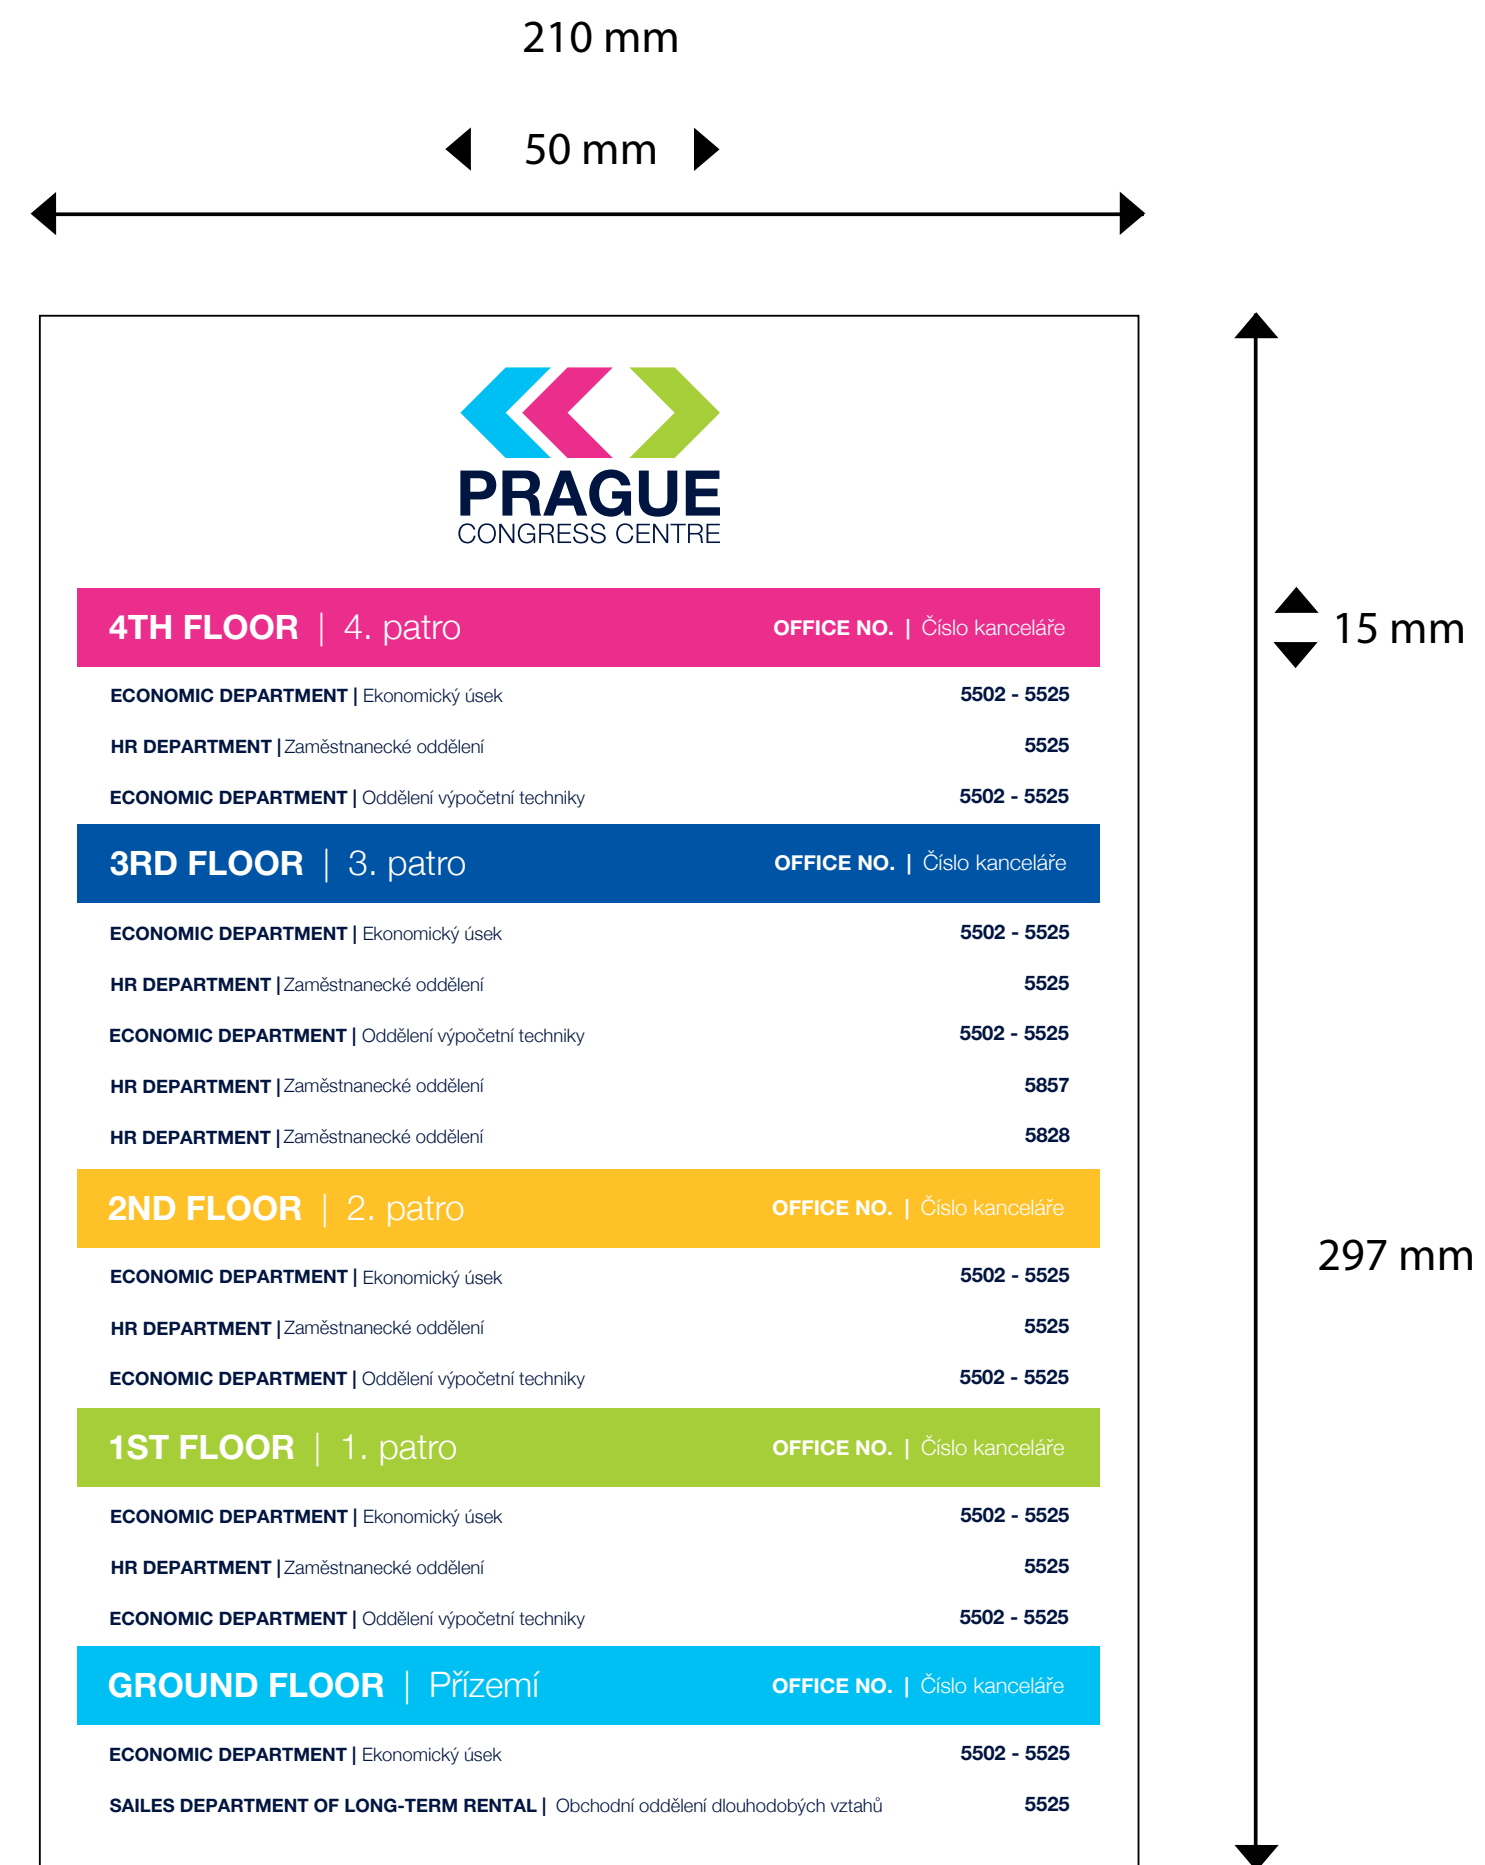 210 mm
50 mm
PRAGUE
CONGRESS CENTRE
4TH FLOOR | 4. patro OFFICE NO. | Číslo kanceláře
15 mm
ECONOMIC DEPARTMENT | Ekonomický úsek 5502 - 5525
HR DEPARTMENT | Zaměstnanecké oddělení 5525
ECONOMIC DEPARTMENT | Oddělení výpočetní techniky 5502 - 5525
3RD FLOOR | 3. patro OFFICE NO. | Číslo kanceláře
ECONOMIC DEPARTMENT | Ekonomický úsek 5502 - 5525
HR DEPARTMENT | Zaměstnanecké oddělení 5525
ECONOMIC DEPARTMENT | Oddělení výpočetní techniky 5502 - 5525
HR DEPARTMENT | Zaměstnanecké oddělení 5857
HR DEPARTMENT | Zaměstnanecké oddělení 5828
2ND FLOOR | 2. patro OFFICE NO. | Číslo kanceláře
297 mm
ECONOMIC DEPARTMENT | Ekonomický úsek 5502 - 5525
HR DEPARTMENT | Zaměstnanecké oddělení 5525
ECONOMIC DEPARTMENT | Oddělení výpočetní techniky 5502 - 5525
1ST FLOOR | 1. patro OFFICE NO. | Číslo kanceláře
ECONOMIC DEPARTMENT | Ekonomický úsek 5502 - 5525
HR DEPARTMENT | Zaměstnanecké oddělení 5525
ECONOMIC DEPARTMENT | Oddělení výpočetní techniky 5502 - 5525
GROUND FLOOR | Přízemí OFFICE NO. | Číslo kanceláře
ECONOMIC DEPARTMENT | Ekonomický úsek 5502 - 5525
SAILES DEPARTMENT OF LONG-TERM RENTAL | Obchodní oddělení dlouhodobých vztahů 5525